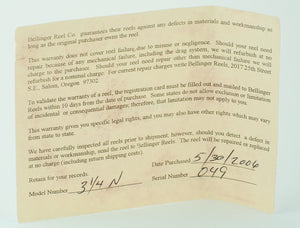 Bellinger Reel Co. guarantees their reels against any defects in materials and workmanship so
long as the original purchaser owns the reel.
This warranty does not cover reel failure due to misuse or negligence. Should your reel need
repair because of any mechanical failure, including the drag system, we will refurbish at no
charge to the purchaser. Should your reel need repair other than mechanical failure we will
refurbish for a nominal charge. For current repair charges write Bellinger Reels, 2017 25th Street
S.E., Salem, Oregon 97302
To validate the warranty of a reel, the registration card must be filled out and mailed to Bellinger
Reels within 10 days from the date of purchase. Some states do not allow exclusion or limitation
of incidental or consequential damages; therefore, that limitation may not apply to you.
This warranty gives you specific legal rights, and you may also have other rights which may vary
from state to state.
We have carefully inspected all reels prior to shipment; however, should you detect a defect in
materials or workmanship, send the reel to Bellinger Reels. The reel will be repaired or replaced
at no charge (including return shipping costs).
Return for your records.
Date Purchased 5/30/2006
Model Number 3 1/4 N
Serial Number 049